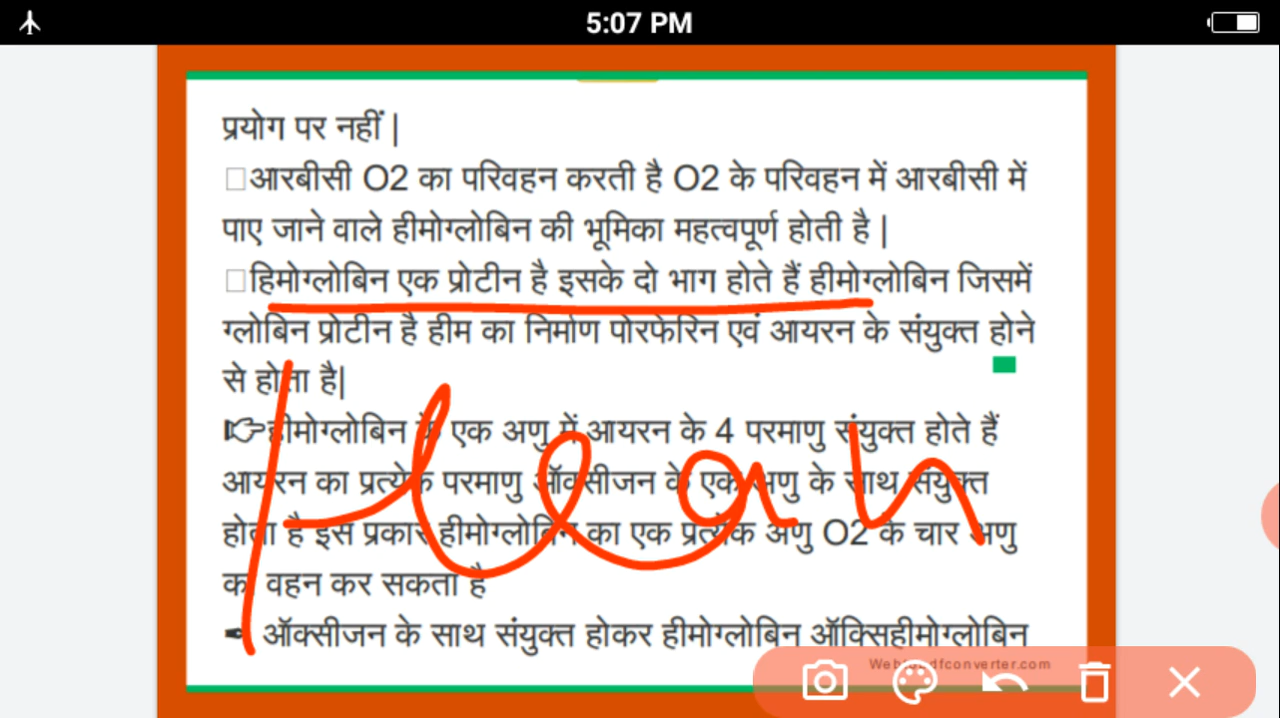 5:07 PM
प्रयोग पर नहीं |
आरबीसी O2 का परिवहन करती है O2 के परिवहन में आरबीसी में
पाए जाने वाले हीमोग्लोबिन की भूमिका महत्वपूर्ण होती है |
हिमोग्लोबिन एक प्रोटीन है इसके दो भाग होते हैं हीमोग्लोबिन जिसमें
ग्लोबिन प्रोटीन है हीम का निर्माण पोरफेरिन एवं आयरन के संयुक्त होने
से होता है|
हीमोग्लोबिन के एक अणु में आयरन के 4 परमाणु संयुक्त होते हैं
आयरन का प्रत्येक परमाणु ऑक्सीजन के एक अणु के साथ संयुक्त
होता है इस प्रकार हीमोग्लोबिन का एक प्रत्येक अणु O2 के चार अणु
का वहन कर सकता है
ऑक्सीजन के साथ संयुक्त होकर हीमोग्लोबिन ऑक्सिहीमोग्लोबिन